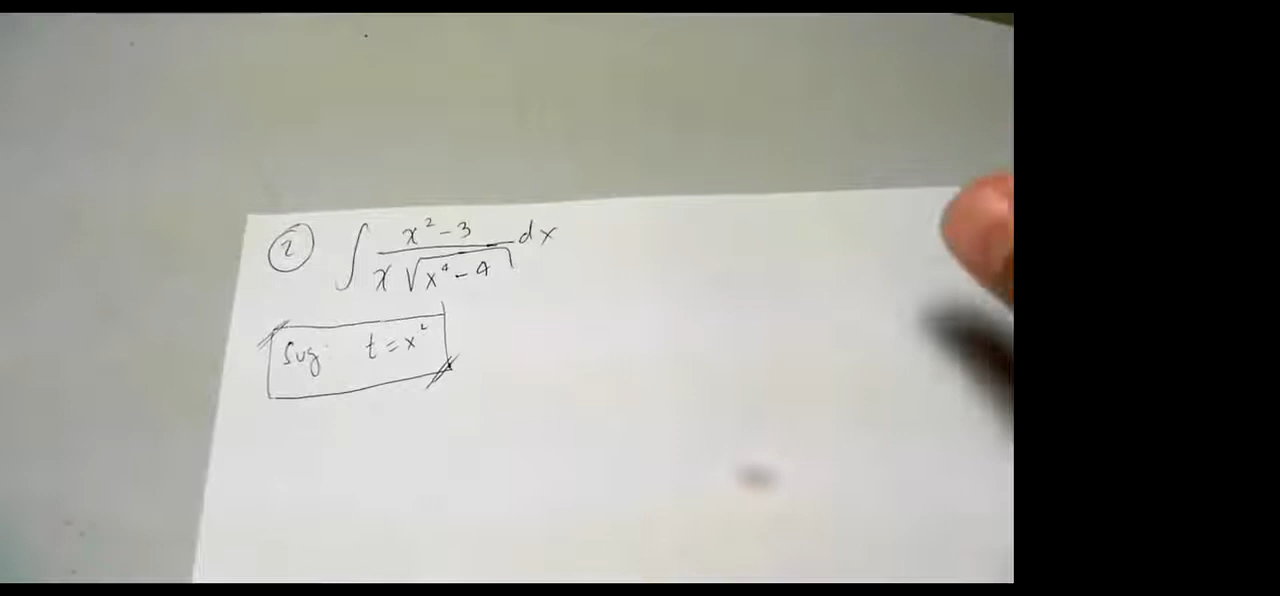 ② ∫ (x² - 3) / (x √(x⁴ - 4)) dx
Sug: t = x²